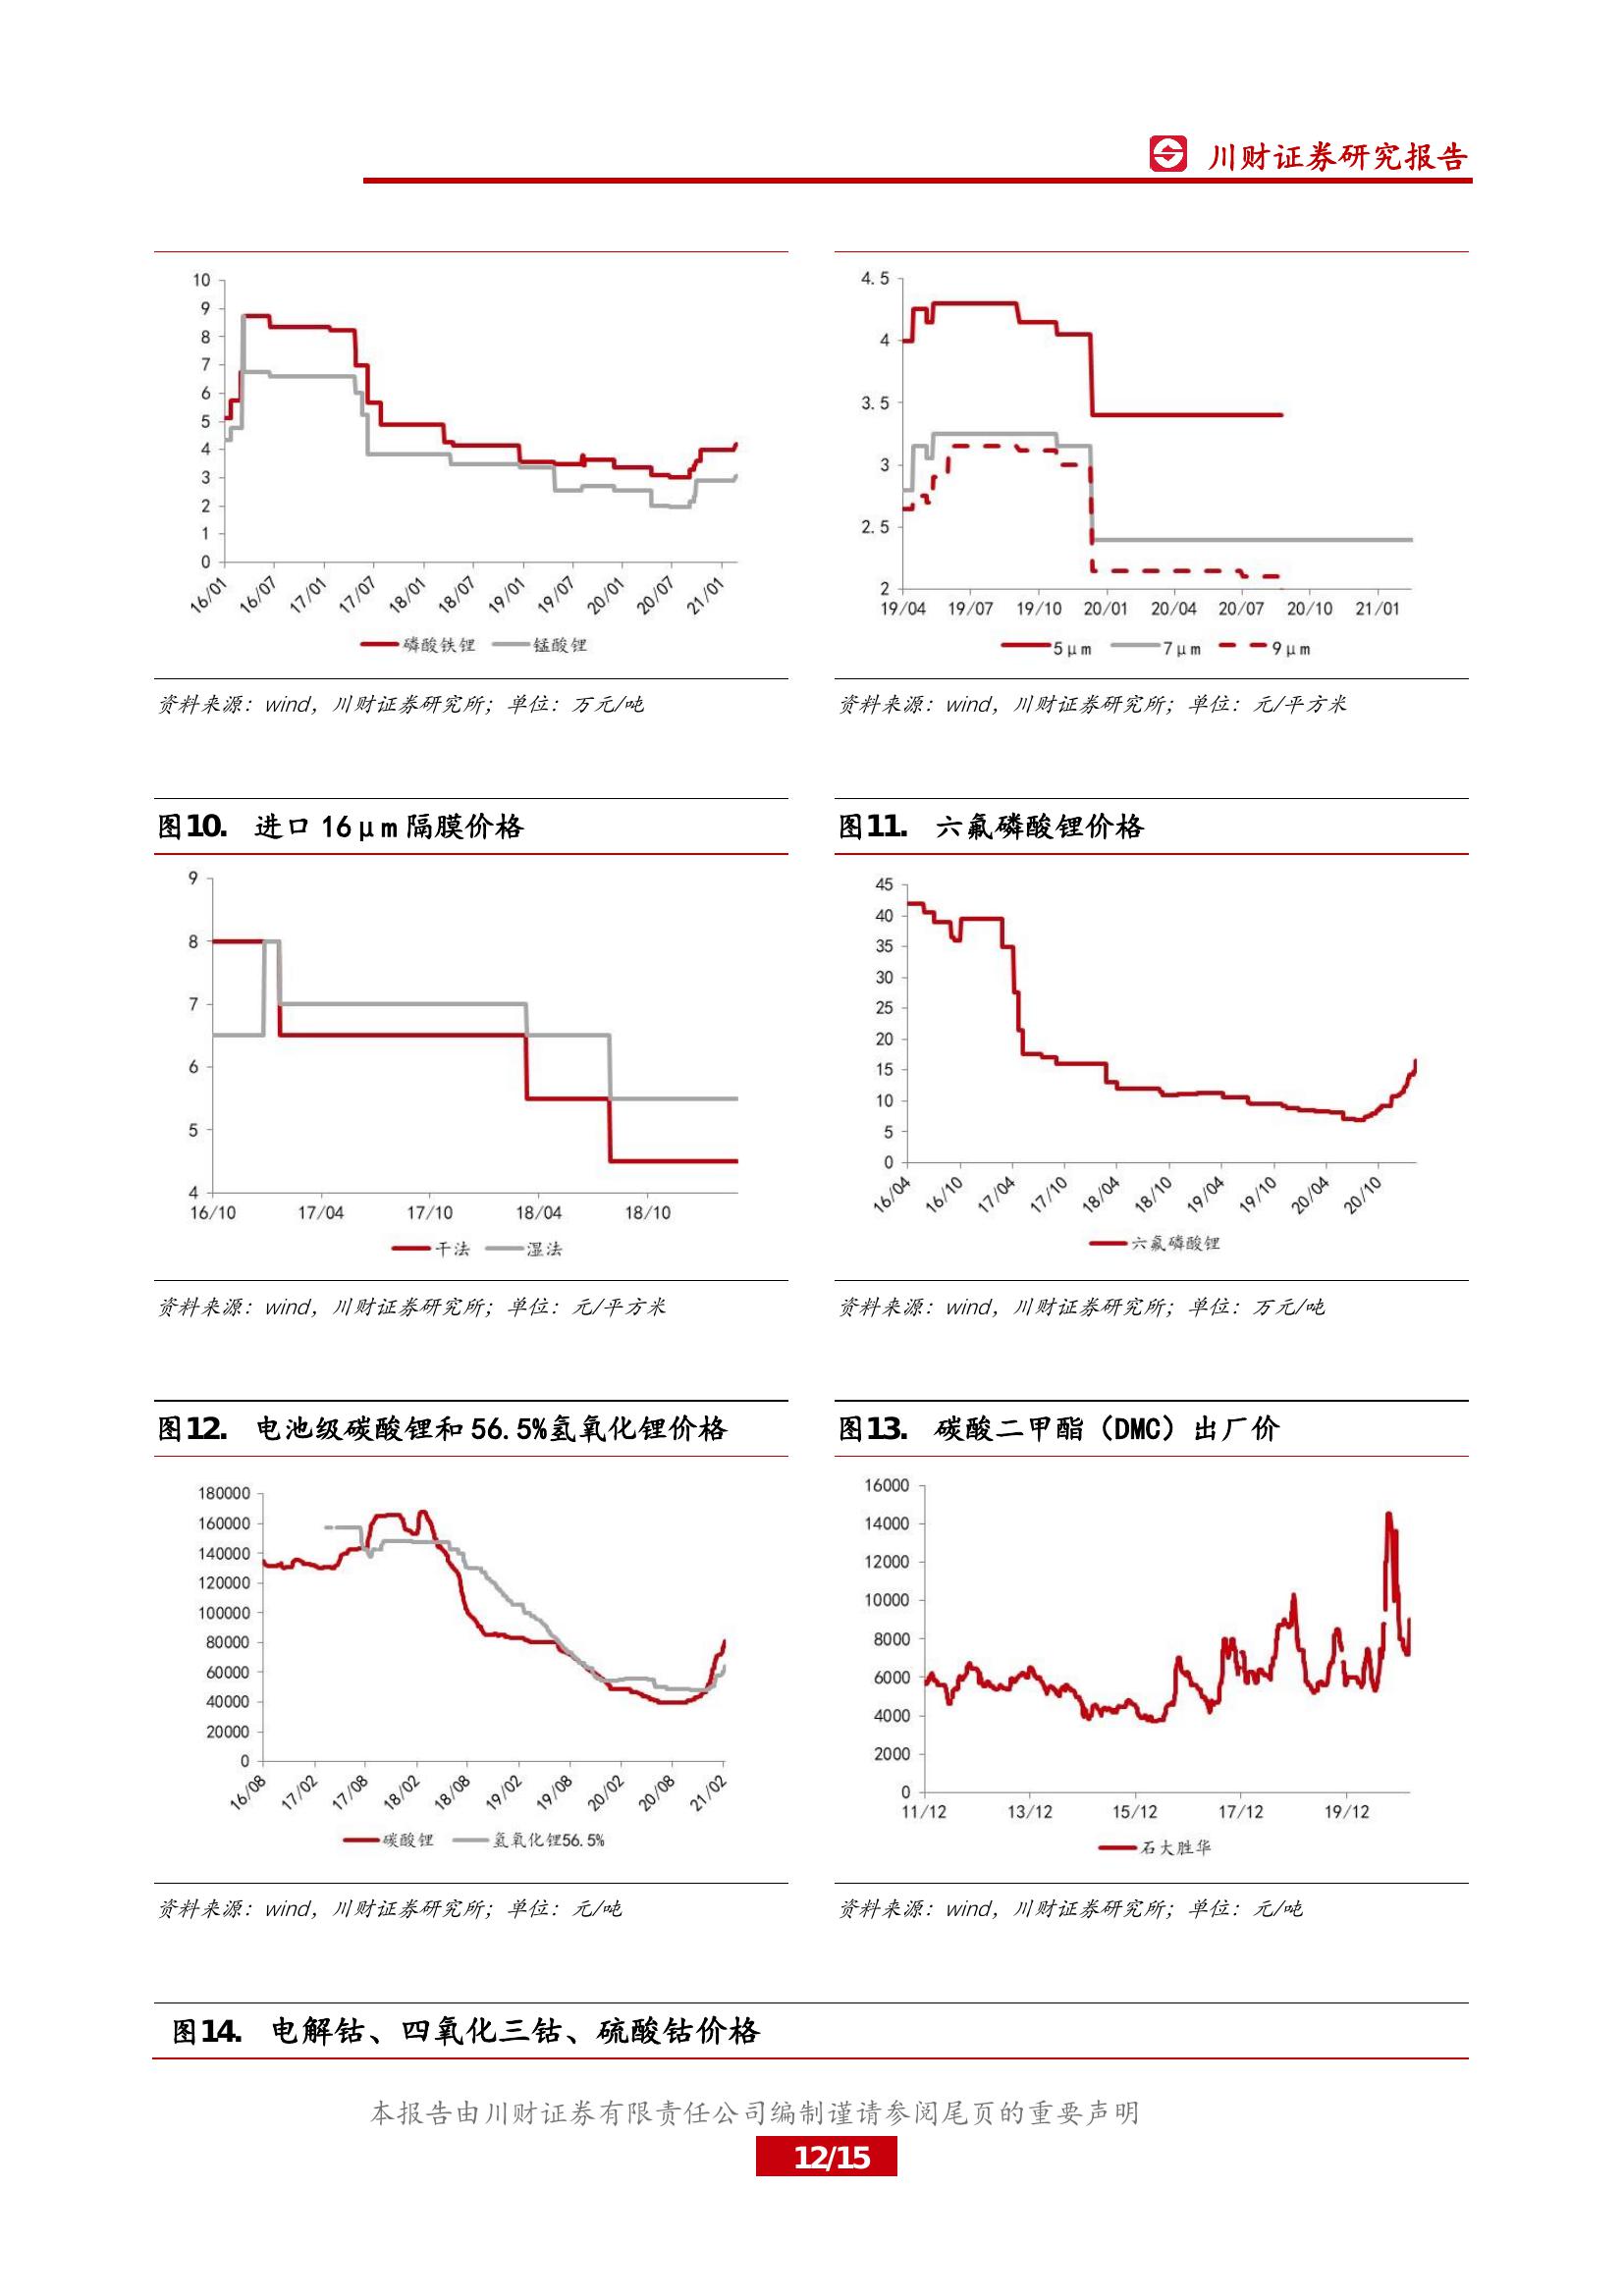 川财证券研究报告
10
9
8
7
6
5
4
3
2
1
0
16/01 16/07 17/01 17/07 18/01 18/07 19/01 19/07 20/01 20/07 21/01
磷酸铁锂 锰酸锂
4.5
4
3.5
3
2.5
2
19/04 19/07 19/10 20/01 20/04 20/07 20/10 21/01
5μm 7μm 9μm
资料来源：wind，川财证券研究所；单位：万元/吨
资料来源：wind，川财证券研究所；单位：元/平方米
图10. 进口 16μm 隔膜价格
图11. 六氟磷酸锂价格
9
8
7
6
5
4
16/10 17/04 17/10 18/04 18/10
干法 湿法
45
40
35
30
25
20
15
10
5
0
16/04 16/10 17/04 17/10 18/04 18/10 19/04 19/10 20/04 20/10
六氟磷酸锂
资料来源：wind，川财证券研究所；单位：元/平方米
资料来源：wind，川财证券研究所；单位：万元/吨
图12. 电池级碳酸锂和 56.5%氢氧化锂价格
图13. 碳酸二甲酯（DMC）出厂价
180000
160000
140000
120000
100000
80000
60000
40000
20000
0
16/08 17/02 17/08 18/02 18/08 19/02 19/08 20/02 20/08 21/02
碳酸锂 氢氧化锂56.5%
16000
14000
12000
10000
8000
6000
4000
2000
0
11/12 13/12 15/12 17/12 19/12
石大胜华
资料来源：wind，川财证券研究所；单位：元/吨
资料来源：wind，川财证券研究所；单位：元/吨
图14. 电解钴、四氧化三钴、硫酸钴价格
本报告由川财证券有限责任公司编制谨请参阅尾页的重要声明
12/15